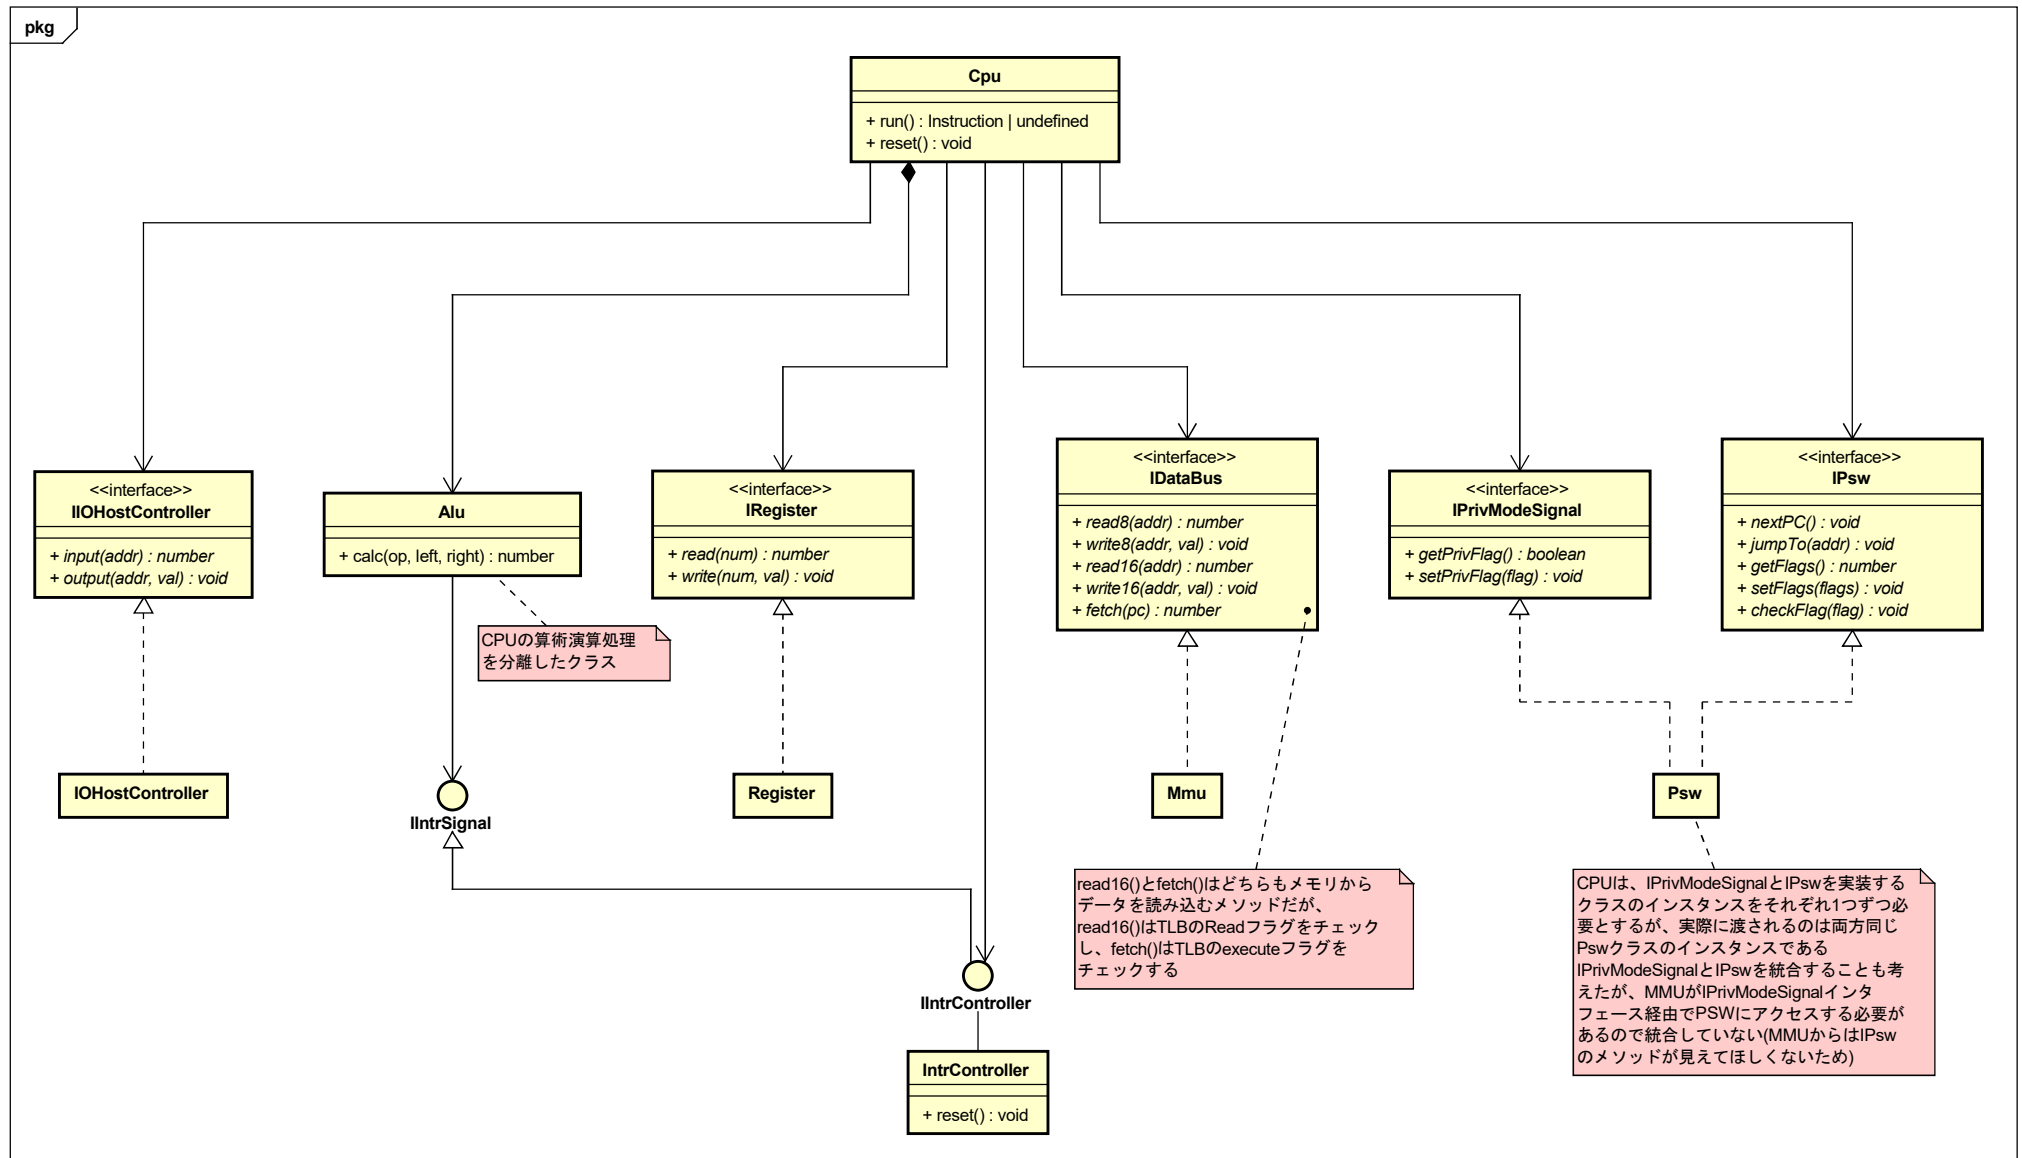 pkg
Cpu
+ run() : Instruction | undefined
+ reset() : void
<<interface>>
IIOHostController
+ input(addr) : number
+ output(addr, val) : void
Alu
+ calc(op, left, right) : number
<<interface>>
IRegister
+ read(num) : number
+ write(num, val) : void
<<interface>>
IDataBus
+ read8(addr) : number
+ write8(addr, val) : void
+ read16(addr) : number
+ write16(addr, val) : void
+ fetch(pc) : number
<<interface>>
IPrivModeSignal
+ getPrivFlag() : boolean
+ setPrivFlag(flag) : void
<<interface>>
IPsw
+ nextPC() : void
+ jumpTo(addr) : void
+ getFlags() : number
+ setFlags(flags) : void
+ checkFlag(flag) : void
CPUの算術演算処理
を分離したクラス
IOHostController
IIntrSignal
Register
Mmu
Psw
read16()とfetch()はどちらもメモリから
データを読み込むメソッドだが、
read16()はTLBのReadフラグをチェック
し、fetch()はTLBのexecuteフラグを
チェックする
CPUは、IPrivModeSignalとIPswを実装する
クラスのインスタンスをそれぞれ1つずつ必
要とするが、実際に渡されるのは両方同じ
Pswクラスのインスタンスである
IPrivModeSignalとIPswを統合することも考
えたが、MMUがIPrivModeSignalインタ
フェース経由でPSWにアクセスする必要が
あるので統合していない(MMUからはIPsw
のメソッドが見えてほしくないため)
IIntrController
IntrController
+ reset() : void